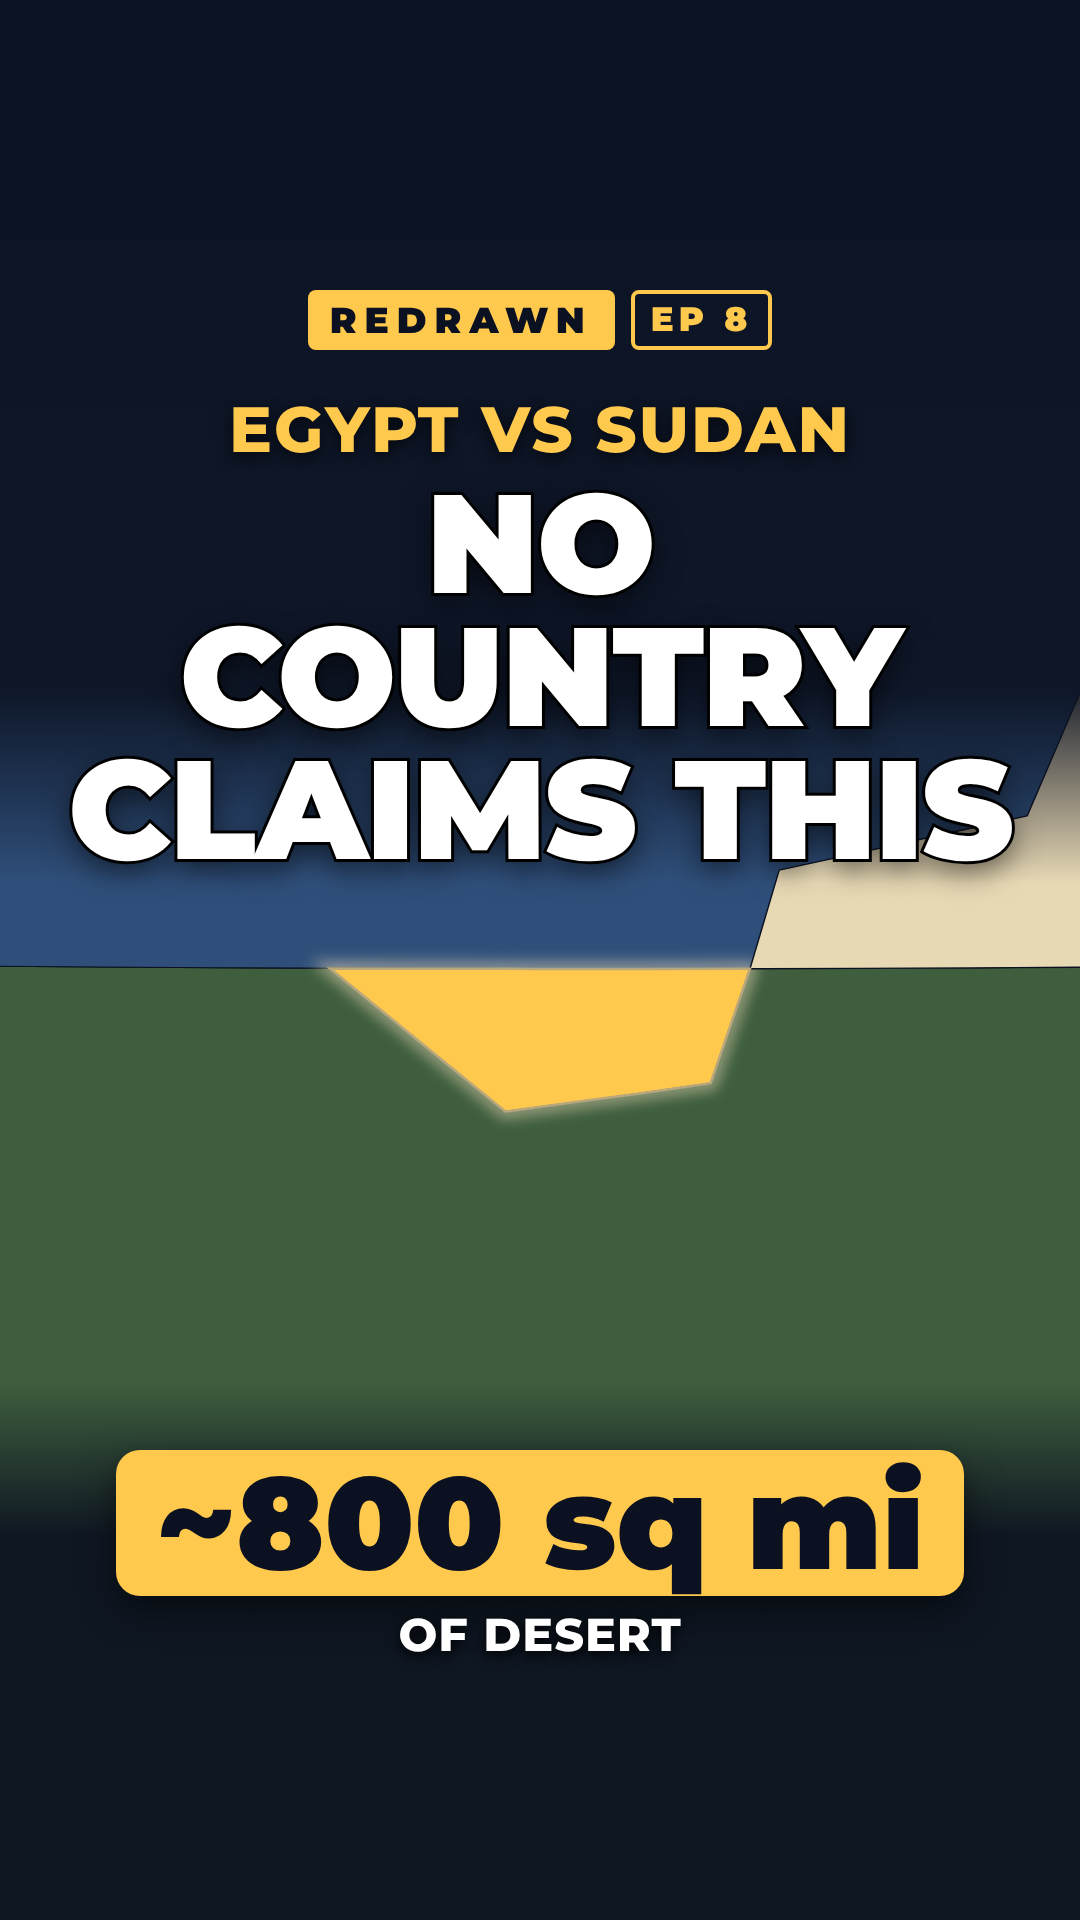 REDRAWN EP 8
EGYPT VS SUDAN
NO
COUNTRY
CLAIMS THIS
~800 sq mi
OF DESERT